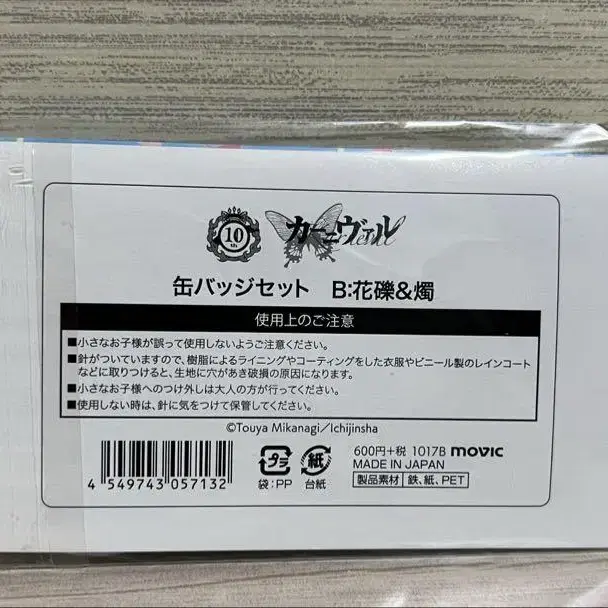 10th カーニヴァル
缶バッジセット B:花礫&燭
使用上のご注意
■小さなお子様が誤って使用しないようご注意ください。
■針がついていますので、樹脂によるライニングやコーティングをした衣服やビニール製のレインコート
などに取りつけると、生地に穴があき破損の原因になります。
■小さなお子様へのつけ外しは大人の方が行ってください。
■使用しない時は、針に気をつけて保管してください。
©Touya Mikanagi/Ichijinsha
4 549743 057132
プラ
袋:PP
紙
台紙
600円+税 1017B movic
MADE IN JAPAN
製品素材 鉄、紙、PET